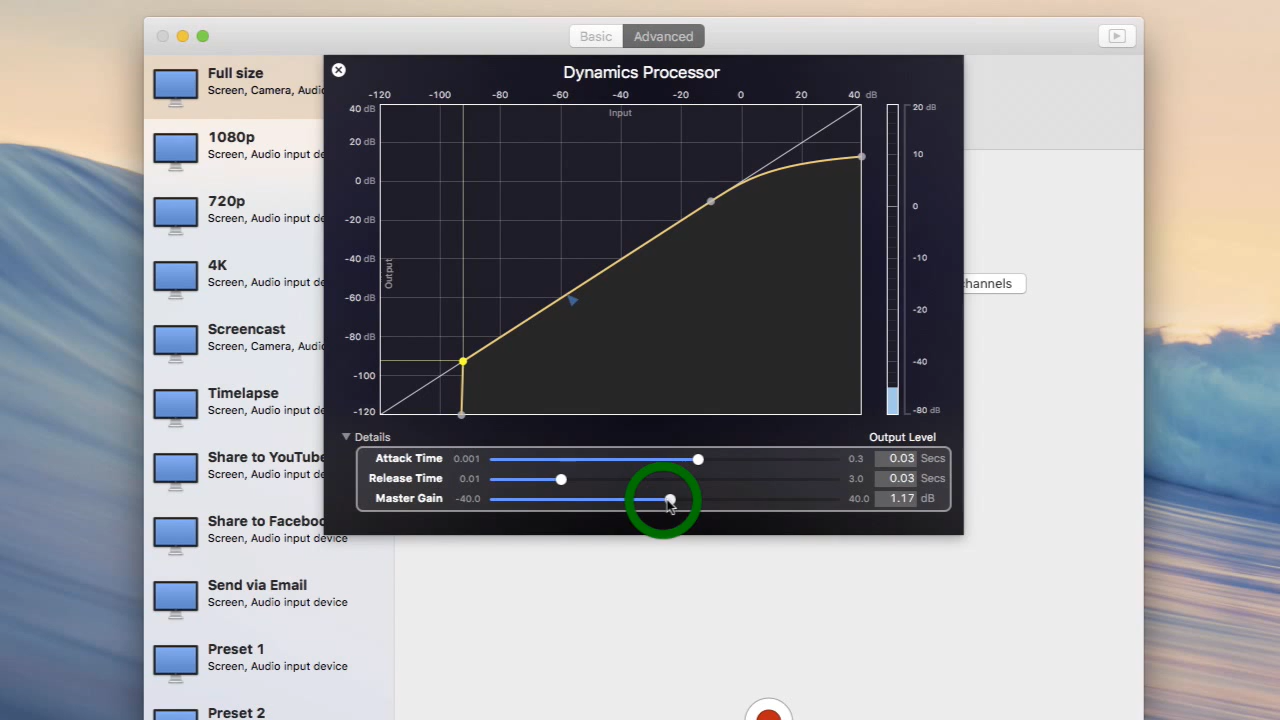 Basic Advanced
Full size
Screen, Camera, Aud
1080p
Screen, Audio input de
720p
Screen, Audio input de
4K
Screen, Audio input de
Screencast
Screen, Camera, Aud
Timelapse
Screen, Audio input de
Share to YouTube
Screen, Audio input de
Share to Faceboo
Screen, Audio input device
Send via Email
Screen, Audio input device
Preset 1
Screen, Audio input device
Preset 2
Dynamics Processor
-120 -100 -80 -60 -40 -20 0 20 40 dB
Input
40 dB
20 dB
0 dB
-20 dB
-40 dB
-60 dB
-80 dB
-100
-120
Output
20 dB
10
0
-10
-20
-40
-80 dB
hannels
Details Output Level
Attack Time 0.001 0.3 0.03 Secs
Release Time 0.01 3.0 0.03 Secs
Master Gain -40.0 40.0 1.17 dB